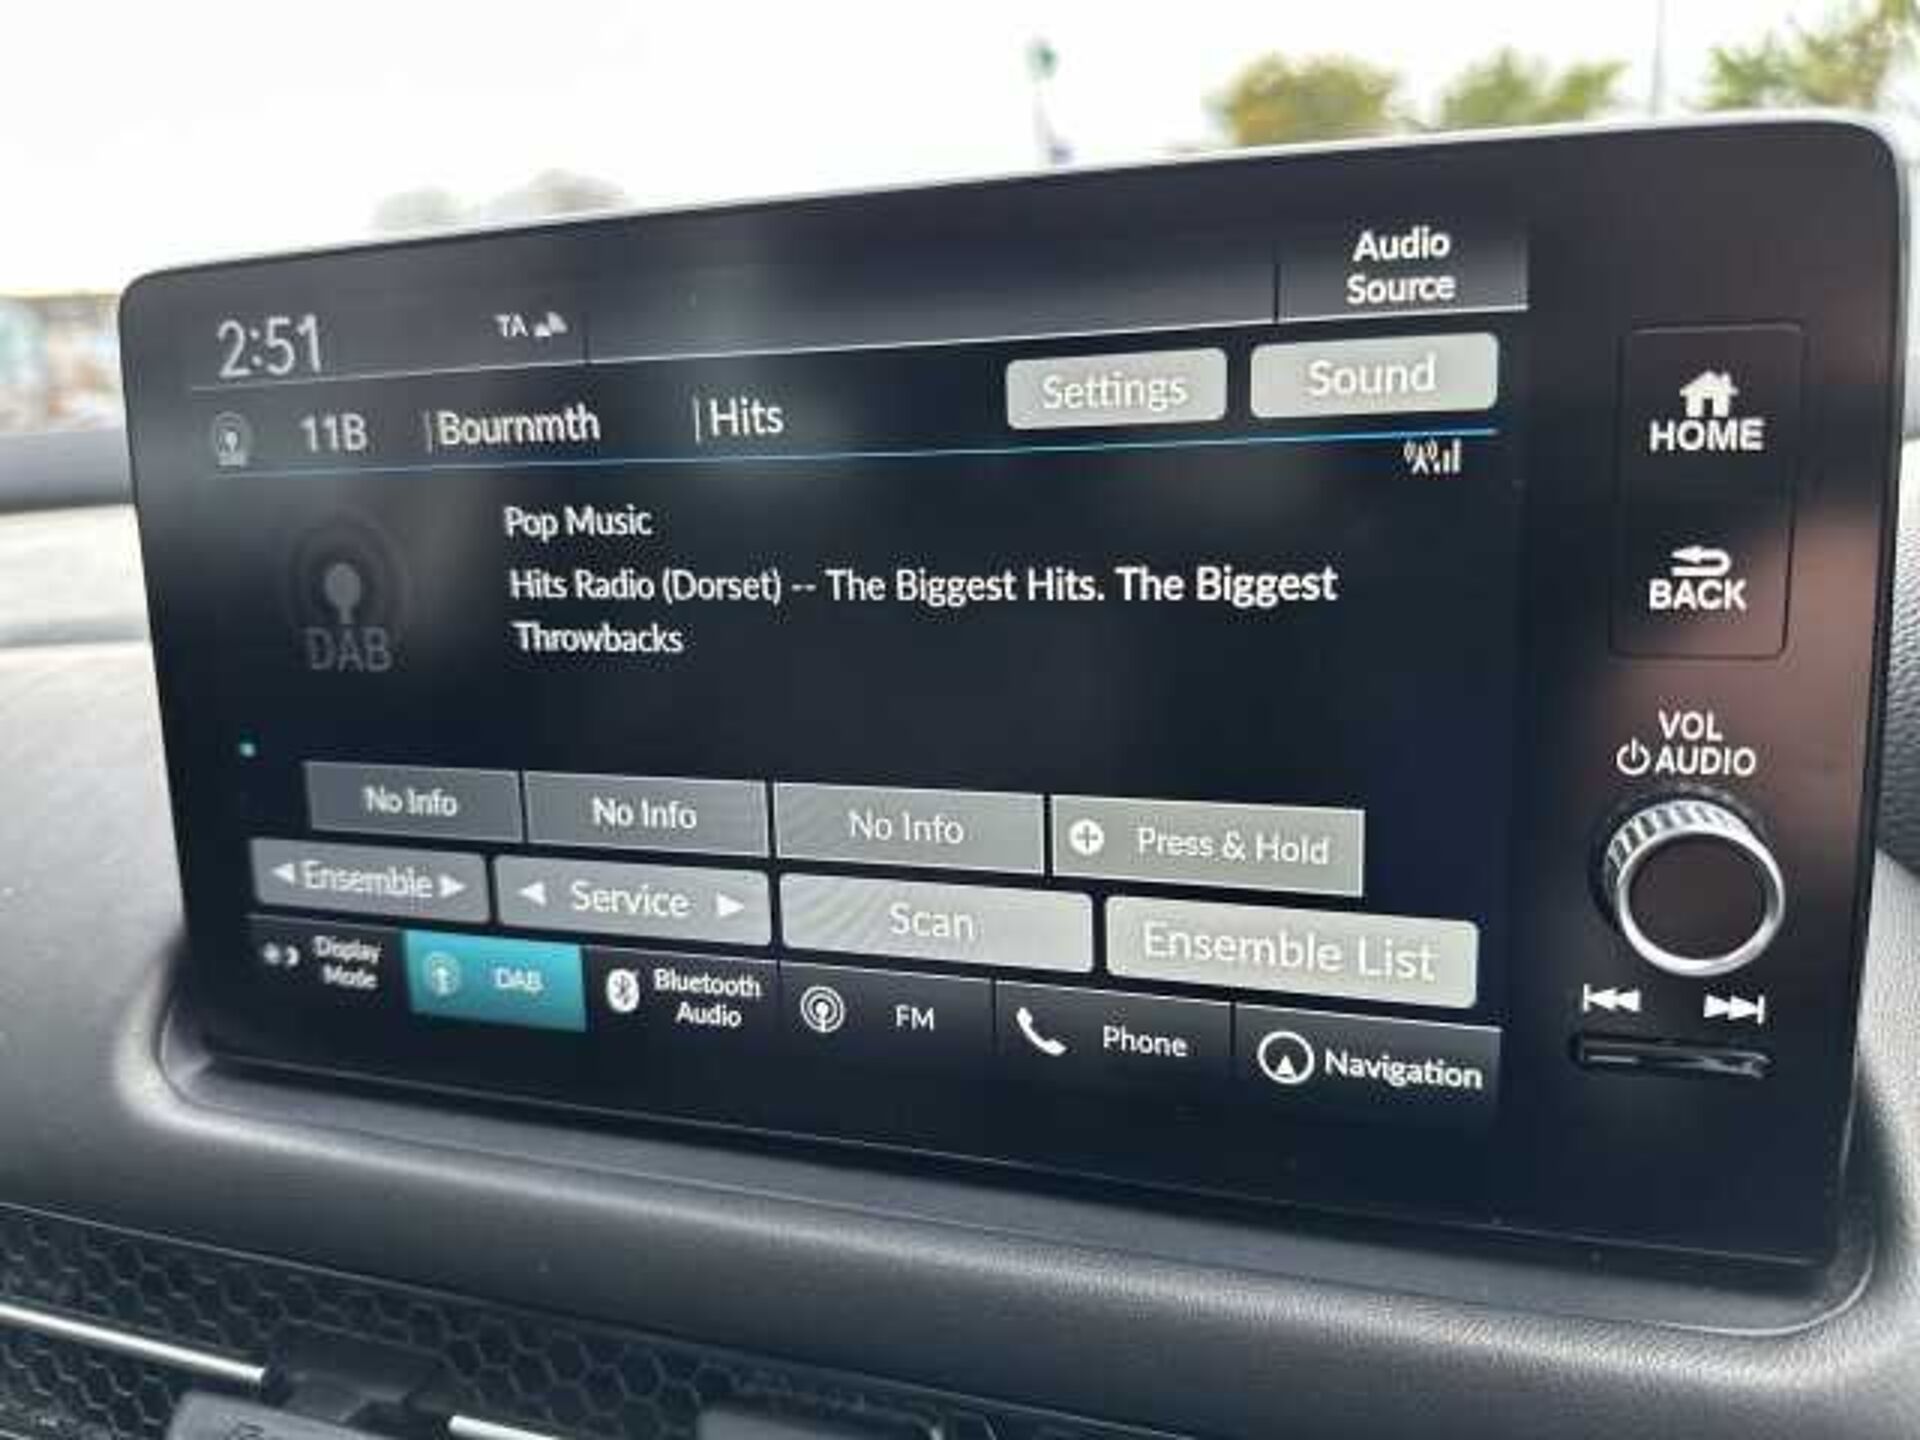 Audio
Source
2:51 TA
11B |Bournmth |Hits Settings Sound
Pop Music
Hits Radio (Dorset) -- The Biggest Hits. The Biggest
Throwbacks
DAB
No Info No Info No Info Press & Hold
Ensemble Service Scan Ensemble List
Display
Mode
DAB
Bluetooth
Audio
FM
Phone
Navigation
HOME
BACK
VOL
AUDIO